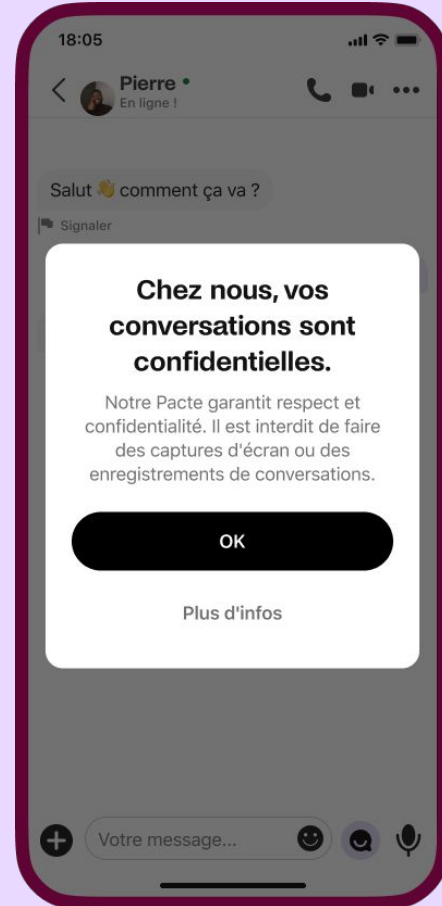 18:05
Pierre
En ligne !
Salut 👋 comment ça va ?
Signaler
Chez nous, vos
conversations sont
confidentielles.
Notre Pacte garantit respect et
confidentialité. Il est interdit de faire
des captures d'écran ou des
enregistrements de conversations.
OK
Plus d'infos
Votre message...